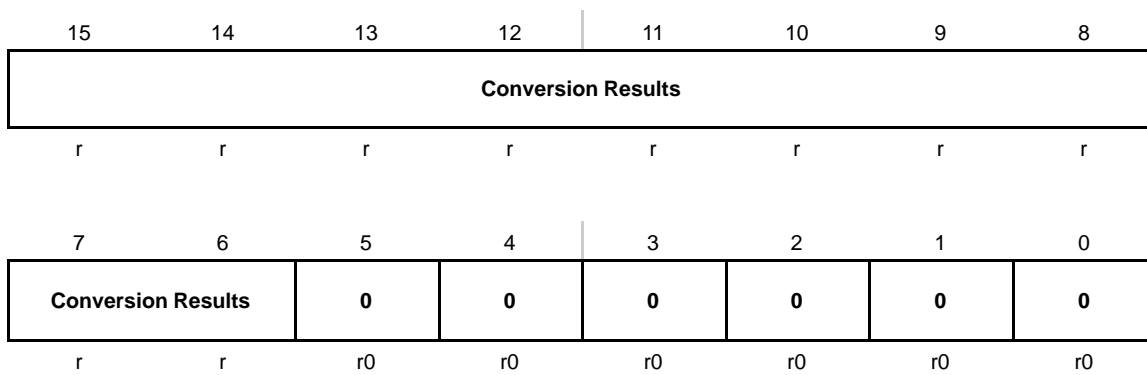 15 14 13 12 11 10 9 8
Conversion Results
r r r r r r r r
7 6 5 4 3 2 1 0
Conversion Results 0 0 0 0 0 0
r r r0 r0 r0 r0 r0 r0